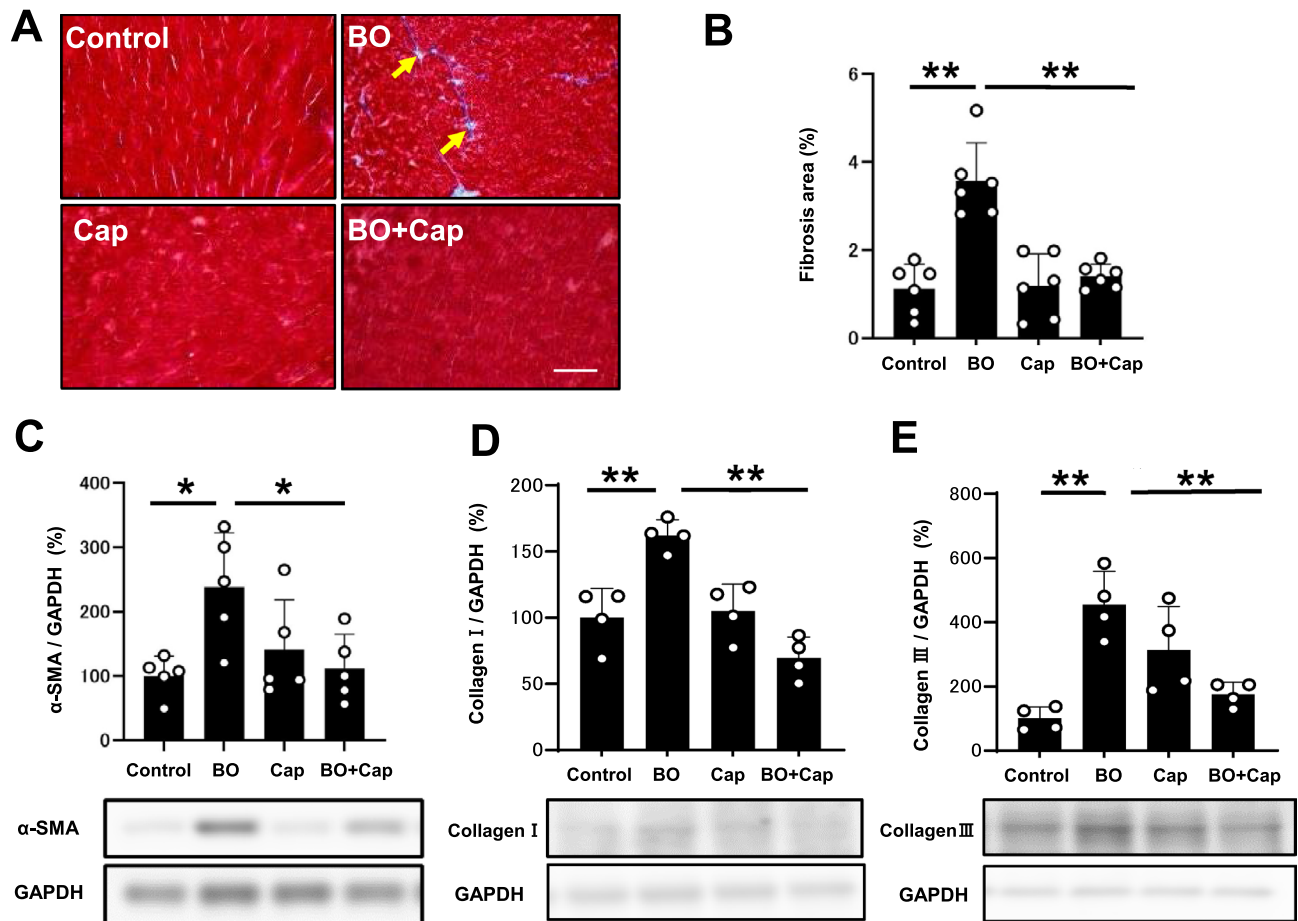 A
Control
BO
Cap
BO+Cap
B
Fibrosis area (%)
6
4
2
0
**
**
Control
BO
Cap
BO+Cap
C
α-SMA / GAPDH (%)
400
300
200
100
0
*
*
Control
BO
Cap
BO+Cap
α-SMA
GAPDH
D
Collagen Ⅰ / GAPDH (%)
200
150
100
50
0
**
**
Control
BO
Cap
BO+Cap
Collagen Ⅰ
GAPDH
E
Collagen Ⅲ / GAPDH (%)
800
600
400
200
0
**
**
Control
BO
Cap
BO+Cap
Collagen Ⅲ
GAPDH